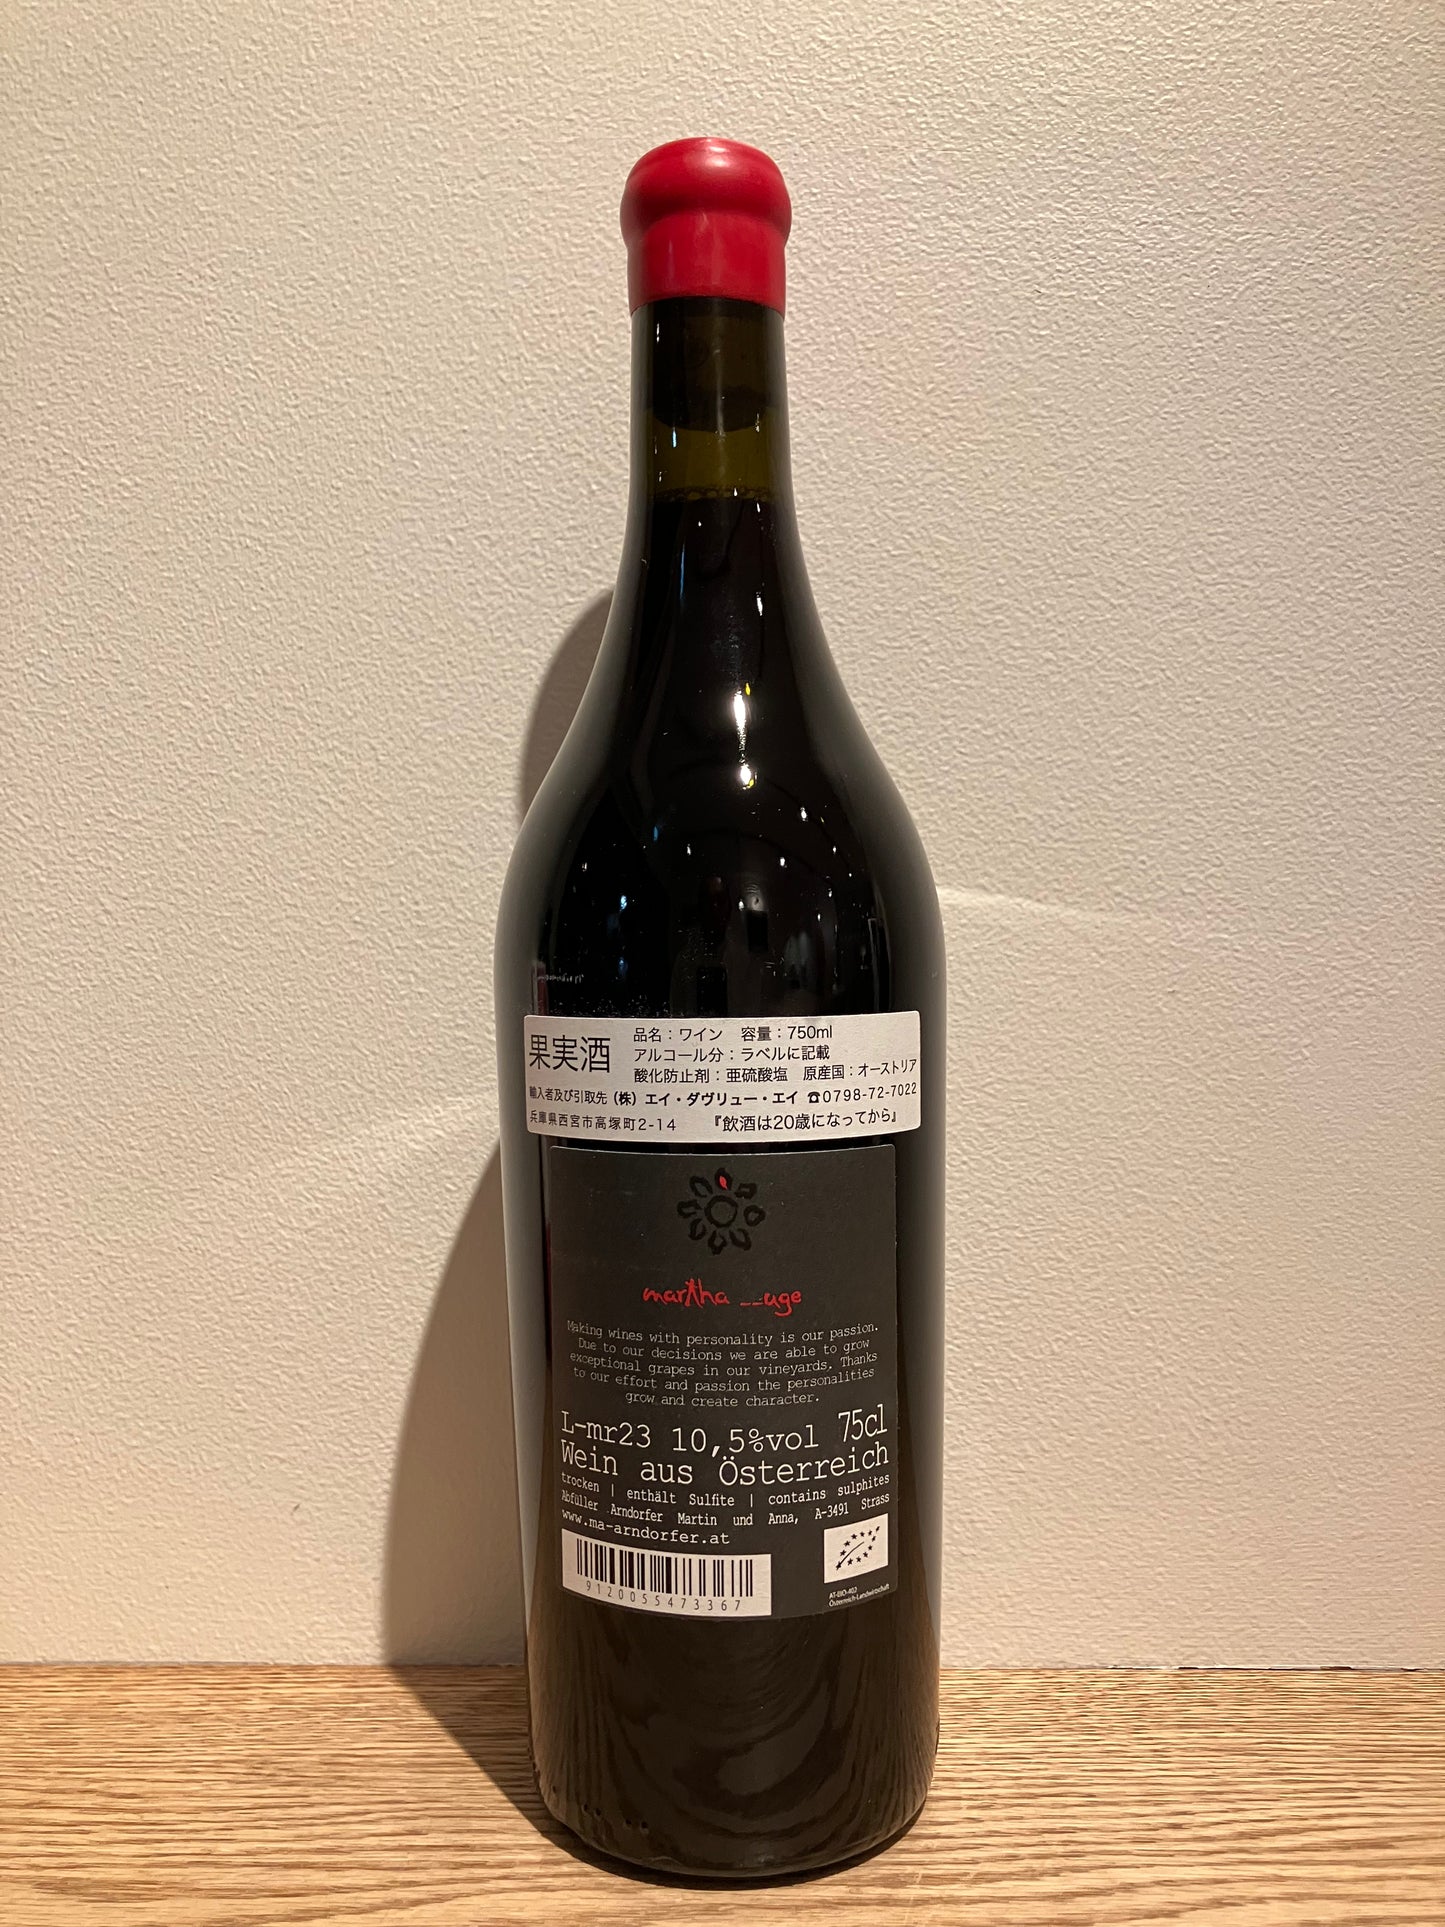 果実酒
品名：ワイン　容量：750ml
アルコール分：ラベルに記載
酸化防止剤：亜硫酸塩　原産国：オーストリア
輸入者及び引取先（株）エイ・ダヴリュー・エイ ☎0798-72-7022
兵庫県西宮市高塚町2-14　『飲酒は20歳になってから』
martha __uge
Making wines with personality is our passion.
Due to our decisions we are able to grow
exceptional grapes in our vineyards. Thanks
to our effort and passion the personalities
grow and create character.
L-mr23 10,5%vol 75cl
Wein aus Österreich
trocken | enthält Sulfite | contains sulphites
Abfüller Arndorfer Martin und Anna, A-3491 Strass
www.ma-arndorfer.at
9120055473367
AT-BIO-402
Österreich-Landwirtschaft